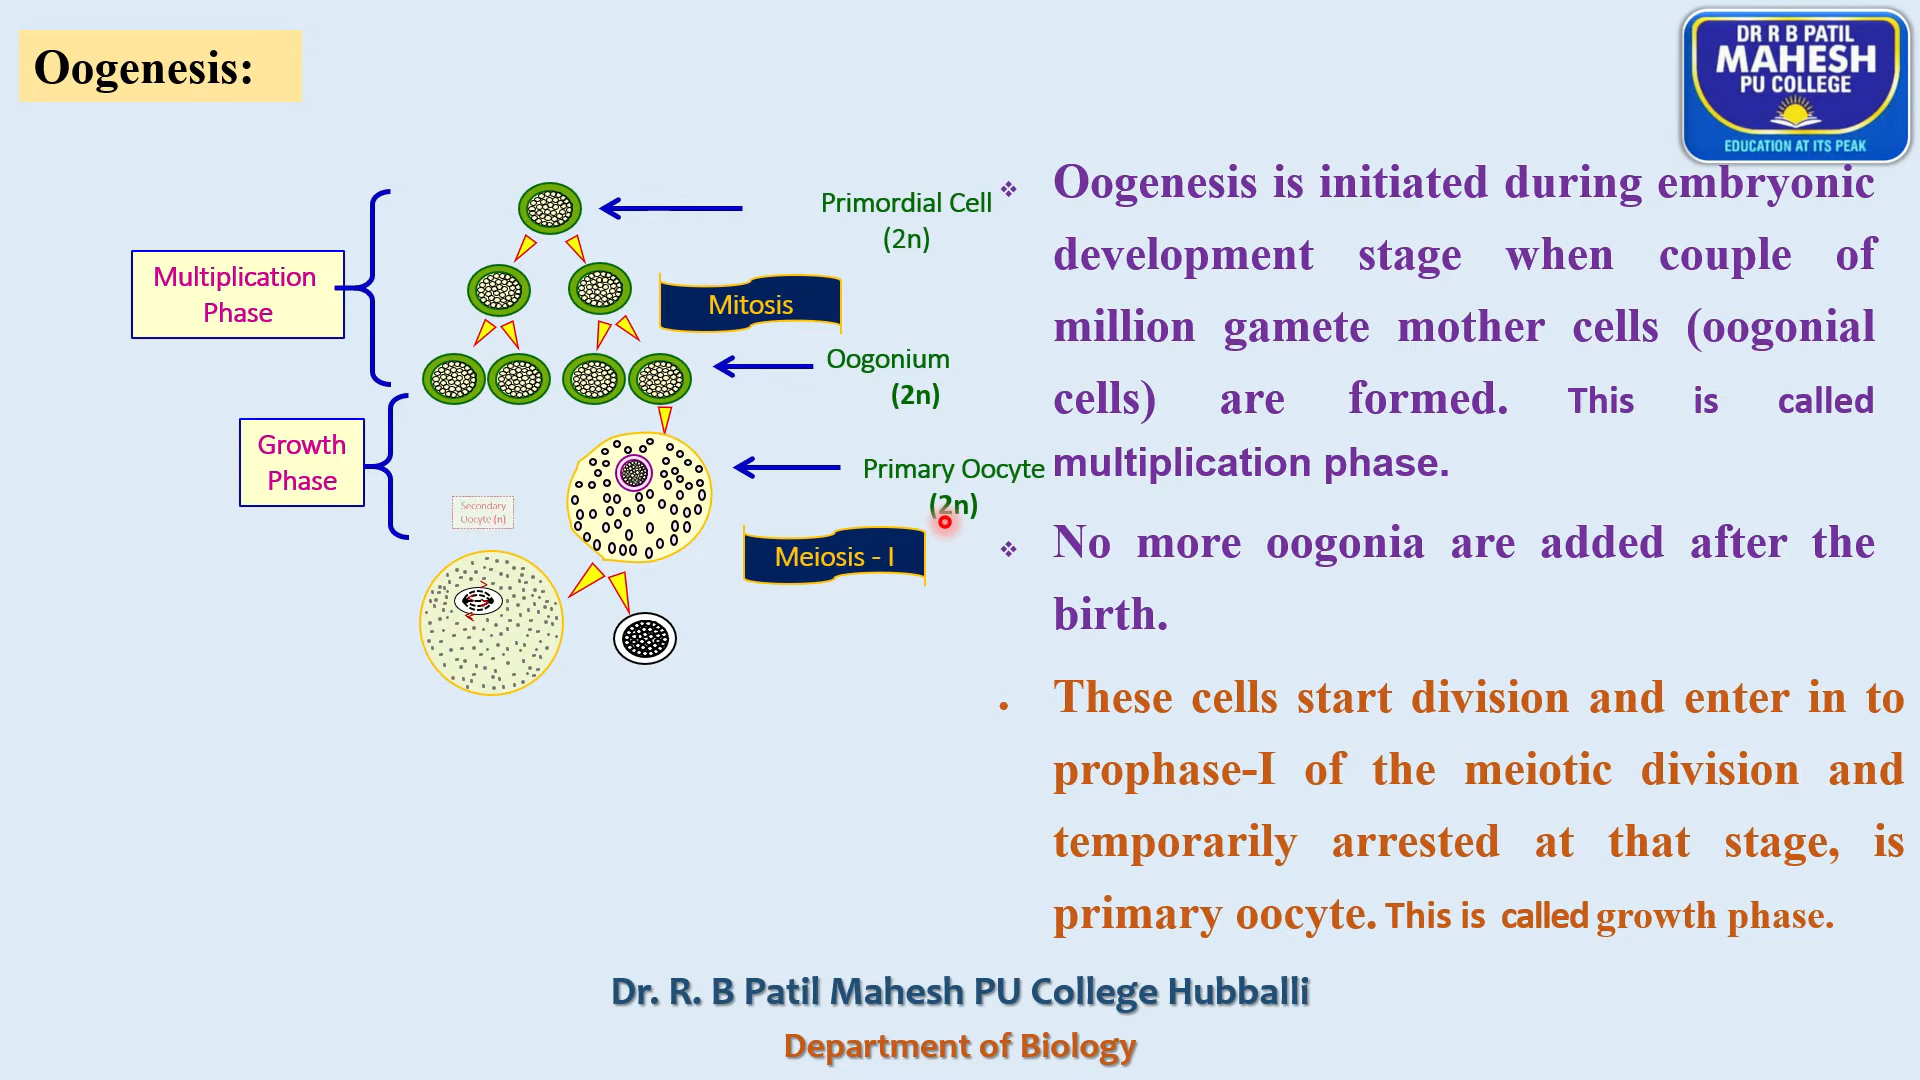 Oogenesis:
DR R B PATIL
MAHESH
PU COLLEGE
EDUCATION AT ITS PEAK
Multiplication
Phase
Growth
Phase
Primordial Cell
(2n)
Mitosis
Oogonium
(2n)
Primary Oocyte
(2n)
Secondary
Oocyte (n)
Meiosis - I
❖ Oogenesis is initiated during embryonic
development stage when couple of
million gamete mother cells (oogonial
cells) are formed. This is called
multiplication phase.
❖ No more oogonia are added after the
birth.
• These cells start division and enter in to
prophase-I of the meiotic division and
temporarily arrested at that stage, is
primary oocyte. This is called growth phase.
Dr. R. B Patil Mahesh PU College Hubballi
Department of Biology